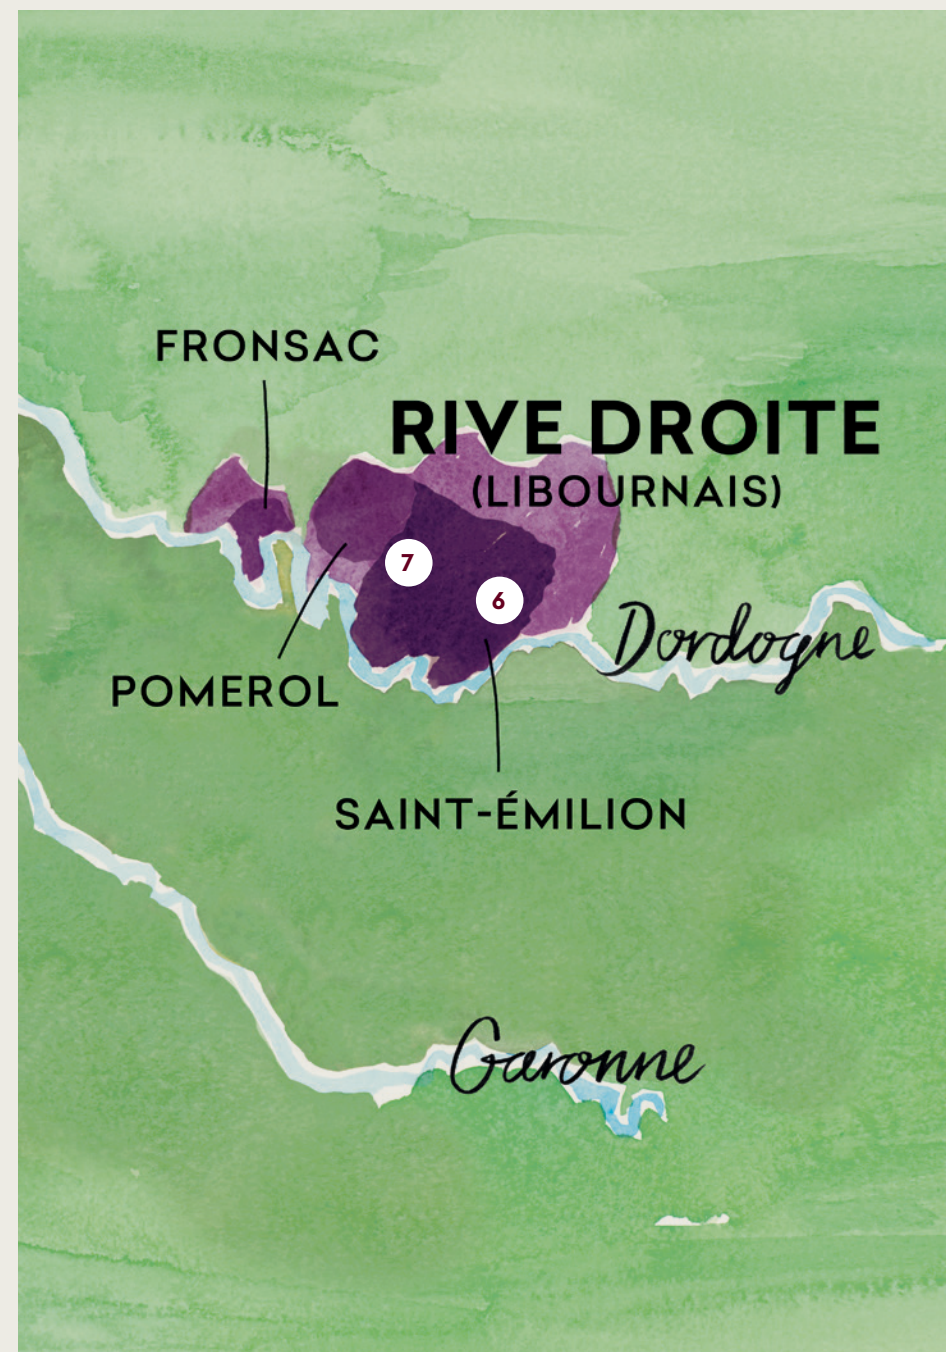 FRONSAC
RIVE DROITE
(LIBOURNAIS)
7
6
Dordogne
POMEROL
SAINT-ÉMILION
Garonne